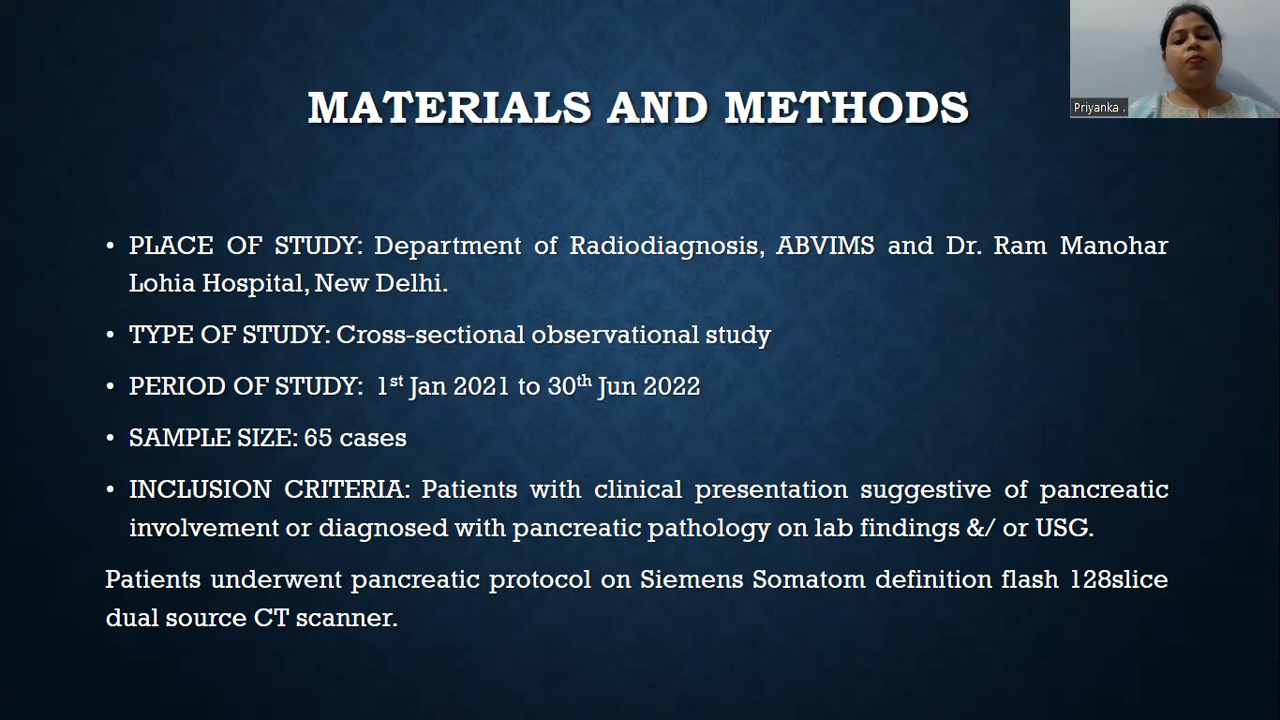 MATERIALS AND METHODS
Priyanka .
• PLACE OF STUDY: Department of Radiodiagnosis, ABVIMS and Dr. Ram Manohar
Lohia Hospital, New Delhi.
• TYPE OF STUDY: Cross-sectional observational study
• PERIOD OF STUDY: 1st Jan 2021 to 30th Jun 2022
• SAMPLE SIZE: 65 cases
• INCLUSION CRITERIA: Patients with clinical presentation suggestive of pancreatic
involvement or diagnosed with pancreatic pathology on lab findings &/ or USG.
Patients underwent pancreatic protocol on Siemens Somatom definition flash 128slice
dual source CT scanner.